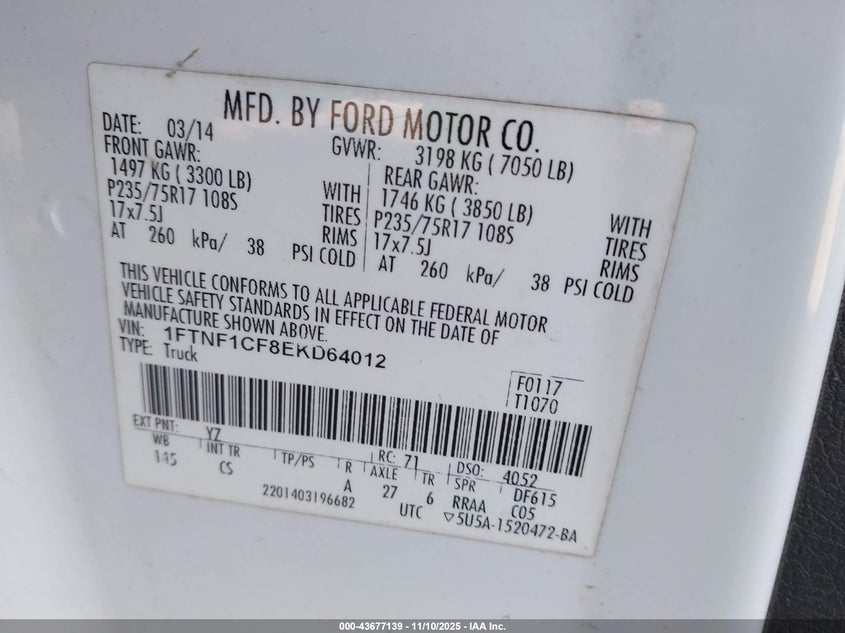 MFD. BY FORD MOTOR CO.
DATE: 03/14 GVWR: 3198 KG ( 7050 LB)
FRONT GAWR: REAR GAWR:
1497 KG ( 3300 LB) WITH 1746 KG ( 3850 LB) WITH
P235/75R17 108S TIRES P235/75R17 108S TIRES
17x7.5J RIMS 17x7.5J RIMS
AT 260 kPa/ 38 PSI COLD AT 260 kPa/ 38 PSI COLD
THIS VEHICLE CONFORMS TO ALL APPLICABLE FEDERAL MOTOR
VEHICLE SAFETY STANDARDS IN EFFECT ON THE DATE OF
MANUFACTURE SHOWN ABOVE.
VIN: 1FTNF1CF8EKD64012
TYPE: Truck
F0117
T1070
EXT PNT: YZ RC: 71 DSO: 4052
WB INT TR TP/PS R AXLE TR SPR DF615
145 CS A 27 6 RRAA C05
2201403196682 UTC ▽5U5A-1520472-BA
000-43677139 - 11/10/2025 - IAA Inc.